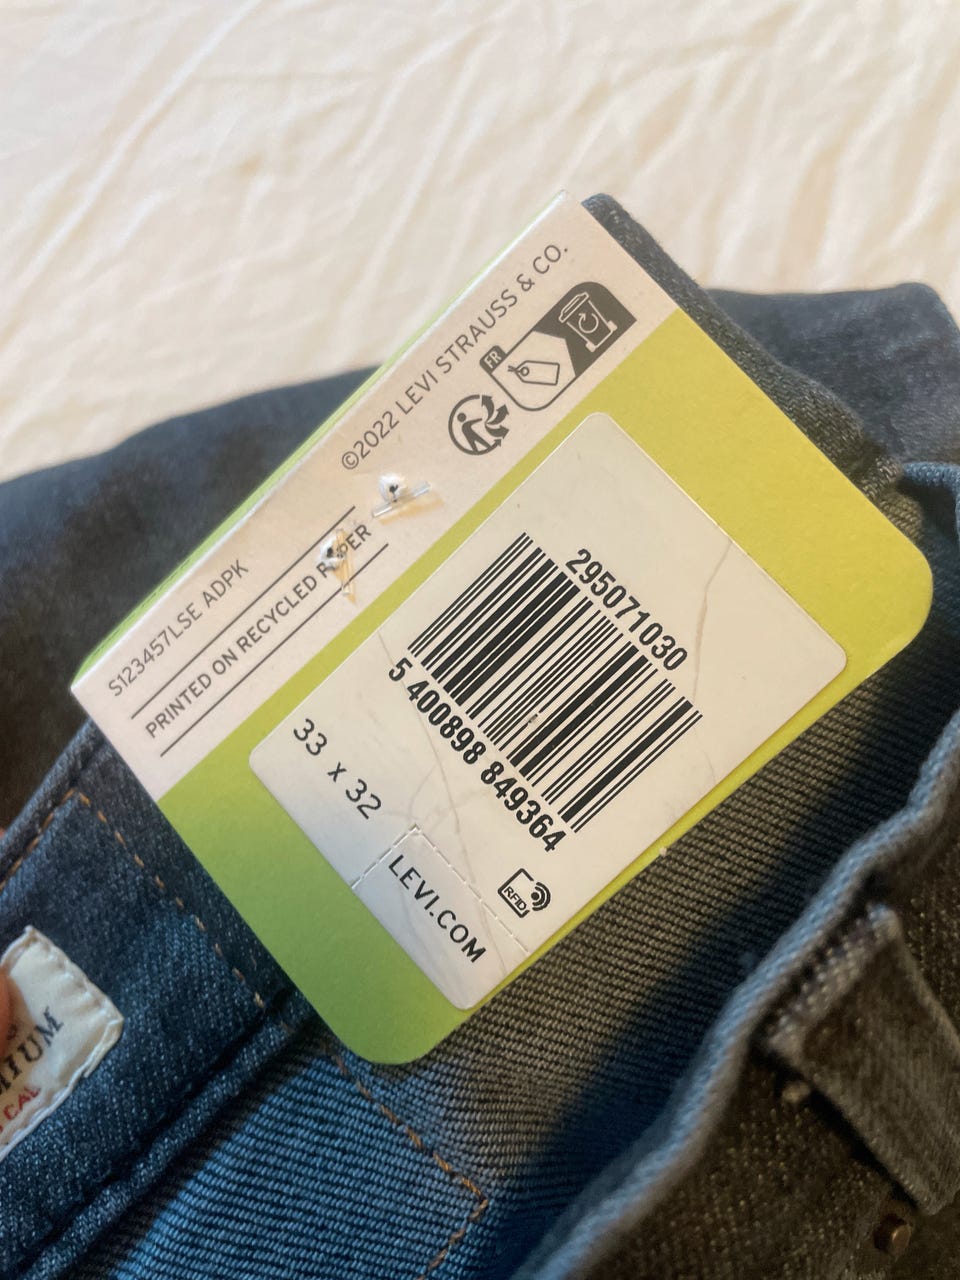 ©2022 LEVI STRAUSS & CO.
FR
S123457LSE ADPK
PRINTED ON RECYCLED PAPER
295071030
5 400898 849364
33 x 32
RFID
LEVI.COM